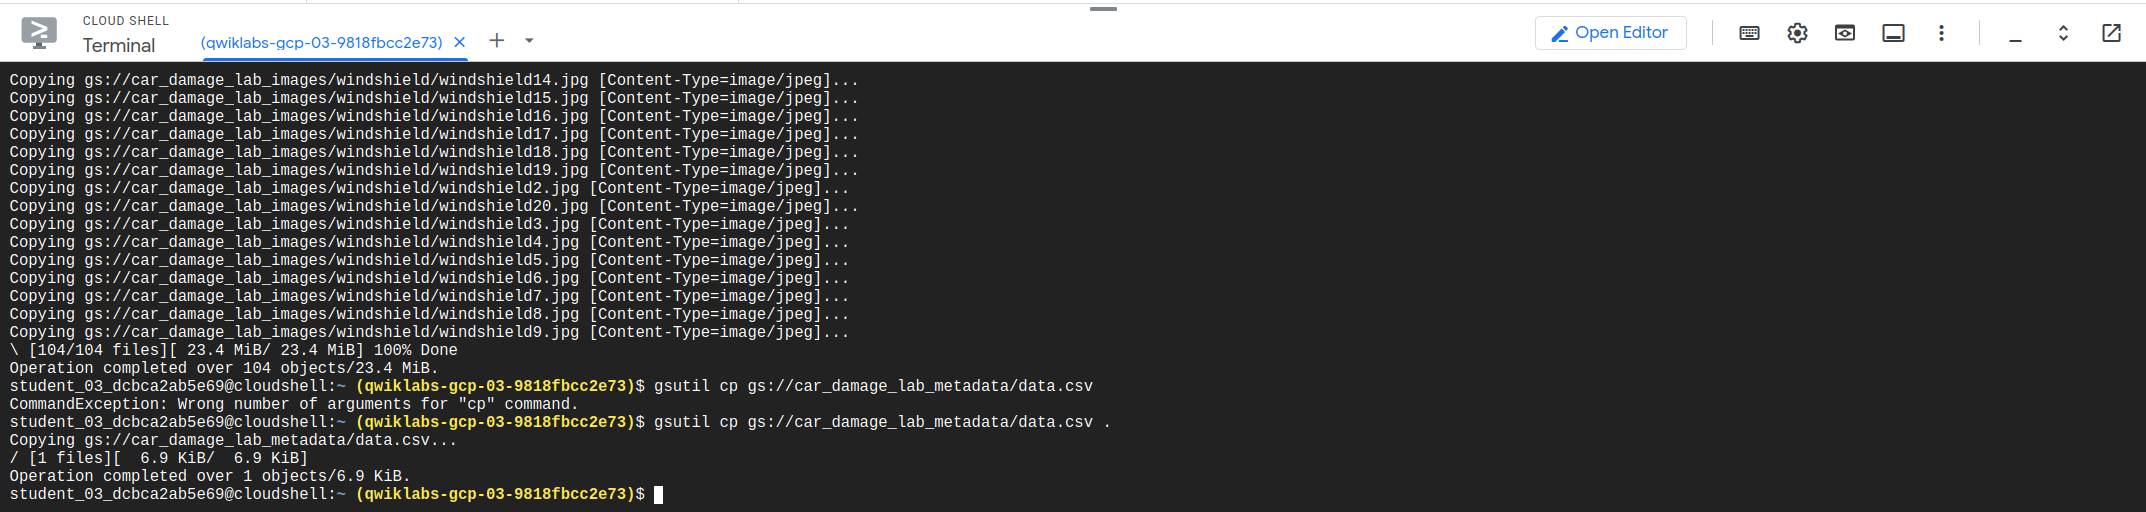 CLOUD SHELL
Terminal
(qwiklabs-gcp-03-9818fbcc2e73)
Open Editor
Copying gs://car_damage_lab_images/windshield/windshield14.jpg [Content-Type=image/jpeg]...
Copying gs://car_damage_lab_images/windshield/windshield15.jpg [Content-Type=image/jpeg]...
Copying gs://car_damage_lab_images/windshield/windshield16.jpg [Content-Type=image/jpeg]...
Copying gs://car_damage_lab_images/windshield/windshield17.jpg [Content-Type=image/jpeg]...
Copying gs://car_damage_lab_images/windshield/windshield18.jpg [Content-Type=image/jpeg]...
Copying gs://car_damage_lab_images/windshield/windshield19.jpg [Content-Type=image/jpeg]...
Copying gs://car_damage_lab_images/windshield/windshield2.jpg [Content-Type=image/jpeg]...
Copying gs://car_damage_lab_images/windshield/windshield20.jpg [Content-Type=image/jpeg]...
Copying gs://car_damage_lab_images/windshield/windshield3.jpg [Content-Type=image/jpeg]...
Copying gs://car_damage_lab_images/windshield/windshield4.jpg [Content-Type=image/jpeg]...
Copying gs://car_damage_lab_images/windshield/windshield5.jpg [Content-Type=image/jpeg]...
Copying gs://car_damage_lab_images/windshield/windshield6.jpg [Content-Type=image/jpeg]...
Copying gs://car_damage_lab_images/windshield/windshield7.jpg [Content-Type=image/jpeg]...
Copying gs://car_damage_lab_images/windshield/windshield8.jpg [Content-Type=image/jpeg]...
Copying gs://car_damage_lab_images/windshield/windshield9.jpg [Content-Type=image/jpeg]...
\ [104/104 files][ 23.4 MiB/ 23.4 MiB] 100% Done
Operation completed over 104 objects/23.4 MiB.
student_03_dcbca2ab5e69@cloudshell:~ (qwiklabs-gcp-03-9818fbcc2e73)$ gsutil cp gs://car_damage_lab_metadata/data.csv
CommandException: Wrong number of arguments for "cp" command.
student_03_dcbca2ab5e69@cloudshell:~ (qwiklabs-gcp-03-9818fbcc2e73)$ gsutil cp gs://car_damage_lab_metadata/data.csv .
Copying gs://car_damage_lab_metadata/data.csv...
/ [1 files][  6.9 KiB/  6.9 KiB]
Operation completed over 1 objects/6.9 KiB.
student_03_dcbca2ab5e69@cloudshell:~ (qwiklabs-gcp-03-9818fbcc2e73)$